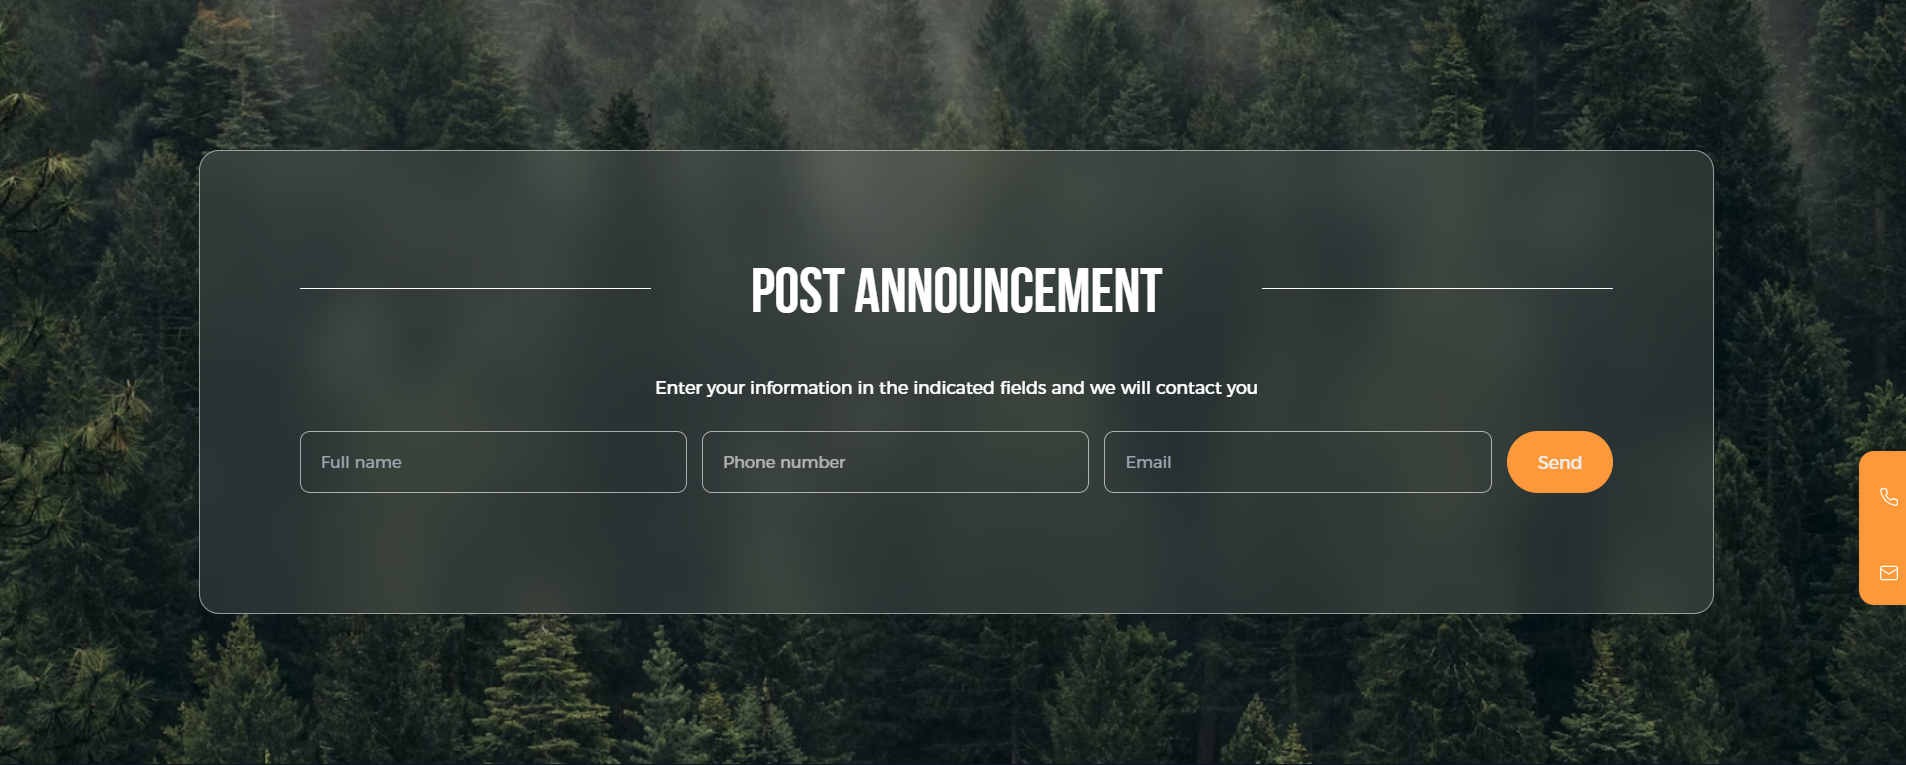 POST ANNOUNCEMENT
Enter your information in the indicated fields and we will contact you
Full name
Phone number
Email
Send